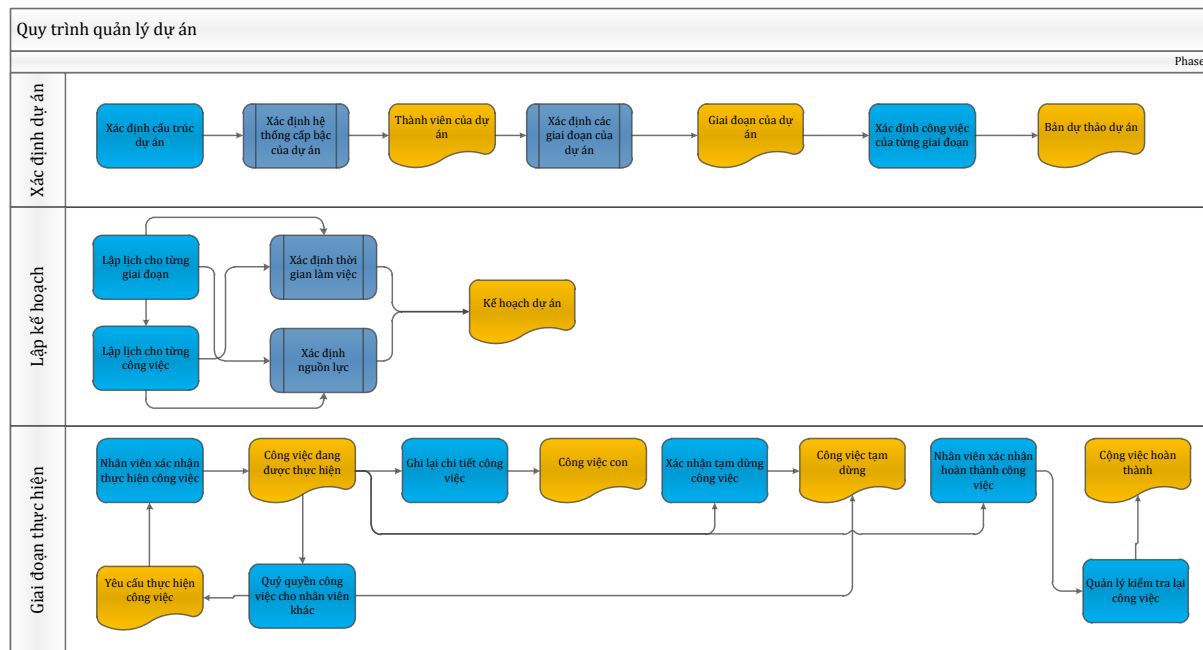 Quy trình quản lý dự án
Phase
Xác định dự án
Xác định cấu trúc
dự án
Xác định hệ
thống cấp bậc
của dự án
Thành viên của dự
án
Xác định các
giai đoạn của
dự án
Giai đoạn của dự
án
Xác định công việc
của từng giai đoạn
Bản dự thảo dự án
Lập kế hoạch
Lập lịch cho từng
giai đoạn
Xác định thời
gian làm việc
Kế hoạch dự án
Lập lịch cho từng
công việc
Xác định
nguồn lực
Giai đoạn thực hiện
Nhân viên xác nhận
thực hiện công việc
Công việc đang
được thực hiện
Ghi lại chi tiết công
việc
Công việc con
Xác nhận tạm dừng
công việc
Công việc tạm
dừng
Nhân viên xác nhận
hoàn thành công
việc
Cộng việc hoàn
thành
Yêu cấu thực hiện
công việc
Quỷ quyền công
việc cho nhân viên
khác
Quản lý kiểm tra lại
công việc